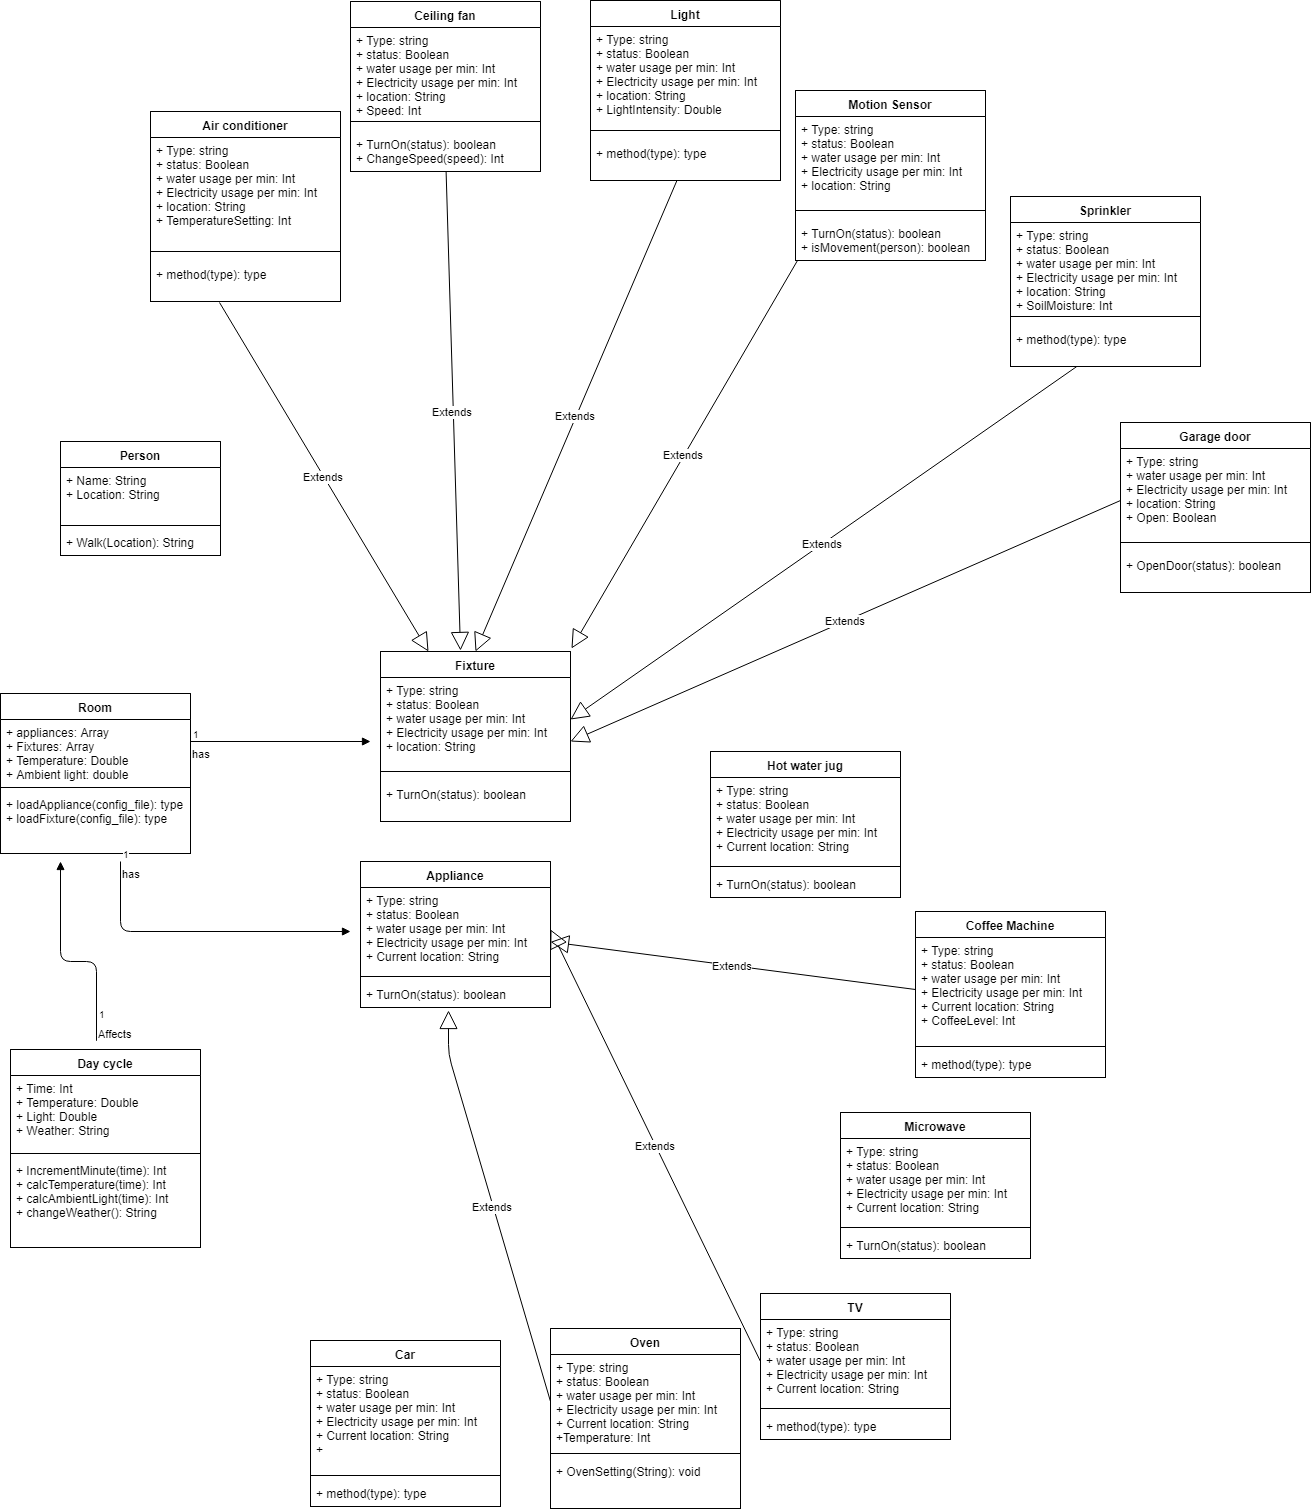 Ceiling fan
+ Type: string
+ status: Boolean
+ water usage per min: Int
+ Electricity usage per min: Int
+ location: String
+ Speed: Int
+ TurnOn(status): boolean
+ ChangeSpeed(speed): Int
Light
+ Type: string
+ status: Boolean
+ water usage per min: Int
+ Electricity usage per min: Int
+ location: String
+ LightIntensity: Double
+ method(type): type
Motion Sensor
+ Type: string
+ status: Boolean
+ water usage per min: Int
+ Electricity usage per min: Int
+ location: String
+ TurnOn(status): boolean
+ isMovement(person): boolean
Air conditioner
+ Type: string
+ status: Boolean
+ water usage per min: Int
+ Electricity usage per min: Int
+ location: String
+ TemperatureSetting: Int
+ method(type): type
Sprinkler
+ Type: string
+ status: Boolean
+ water usage per min: Int
+ Electricity usage per min: Int
+ location: String
+ SoilMoisture: Int
+ method(type): type
Extends
Extends
Extends
Extends
Extends
Extends
Garage door
+ Type: string
+ water usage per min: Int
+ Electricity usage per min: Int
+ location: String
+ Open: Boolean
+ OpenDoor(status): boolean
Person
+ Name: String
+ Location: String
+ Walk(Location): String
Fixture
+ Type: string
+ status: Boolean
+ water usage per min: Int
+ Electricity usage per min: Int
+ location: String
+ TurnOn(status): boolean
Room
+ appliances: Array
+ Fixtures: Array
+ Temperature: Double
+ Ambient light: double
+ loadAppliance(config_file): type
+ loadFixture(config_file): type
1
has
1
has
Hot water jug
+ Type: string
+ status: Boolean
+ water usage per min: Int
+ Electricity usage per min: Int
+ Current location: String
+ TurnOn(status): boolean
Appliance
+ Type: string
+ status: Boolean
+ water usage per min: Int
+ Electricity usage per min: Int
+ Current location: String
+ TurnOn(status): boolean
Extends
Coffee Machine
+ Type: string
+ status: Boolean
+ water usage per min: Int
+ Electricity usage per min: Int
+ Current location: String
+ CoffeeLevel: Int
+ method(type): type
1
Affects
Day cycle
+ Time: Int
+ Temperature: Double
+ Light: Double
+ Weather: String
+ IncrementMinute(time): Int
+ calcTemperature(time): Int
+ calcAmbientLight(time): Int
+ changeWeather(): String
Extends
Extends
Microwave
+ Type: string
+ status: Boolean
+ water usage per min: Int
+ Electricity usage per min: Int
+ Current location: String
+ TurnOn(status): boolean
TV
+ Type: string
+ status: Boolean
+ water usage per min: Int
+ Electricity usage per min: Int
+ Current location: String
+ method(type): type
Oven
+ Type: string
+ status: Boolean
+ water usage per min: Int
+ Electricity usage per min: Int
+ Current location: String
+Temperature: Int
+ OvenSetting(String): void
Car
+ Type: string
+ status: Boolean
+ water usage per min: Int
+ Electricity usage per min: Int
+ Current location: String
+
+ method(type): type